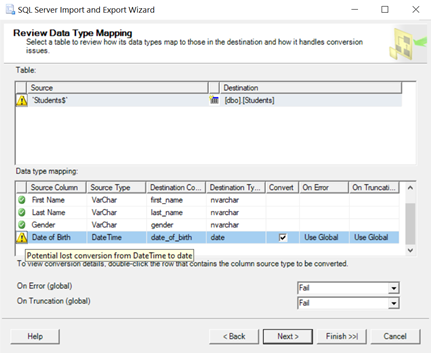 SQL Server Import and Export Wizard
Review Data Type Mapping
Select a table to review how its data types map to those in the destination and how it handles conversion
issues.
Table:
Source Destination
`Students$` [dbo].[Students]
Data type mapping:
Source Column Source Type Destination Co... Destination Ty... Convert On Error On Truncati...
First Name VarChar first_name nvarchar
Last Name VarChar last_name nvarchar
Gender VarChar gender nvarchar
Date of Birth DateTime date_of_birth date Use Global Use Global
Potential lost conversion from DateTime to date
To view conversion details, double-click the row that contains the column source type to be converted.
On Error (global) Fail
On Truncation (global) Fail
Help < Back Next > Finish >>| Cancel